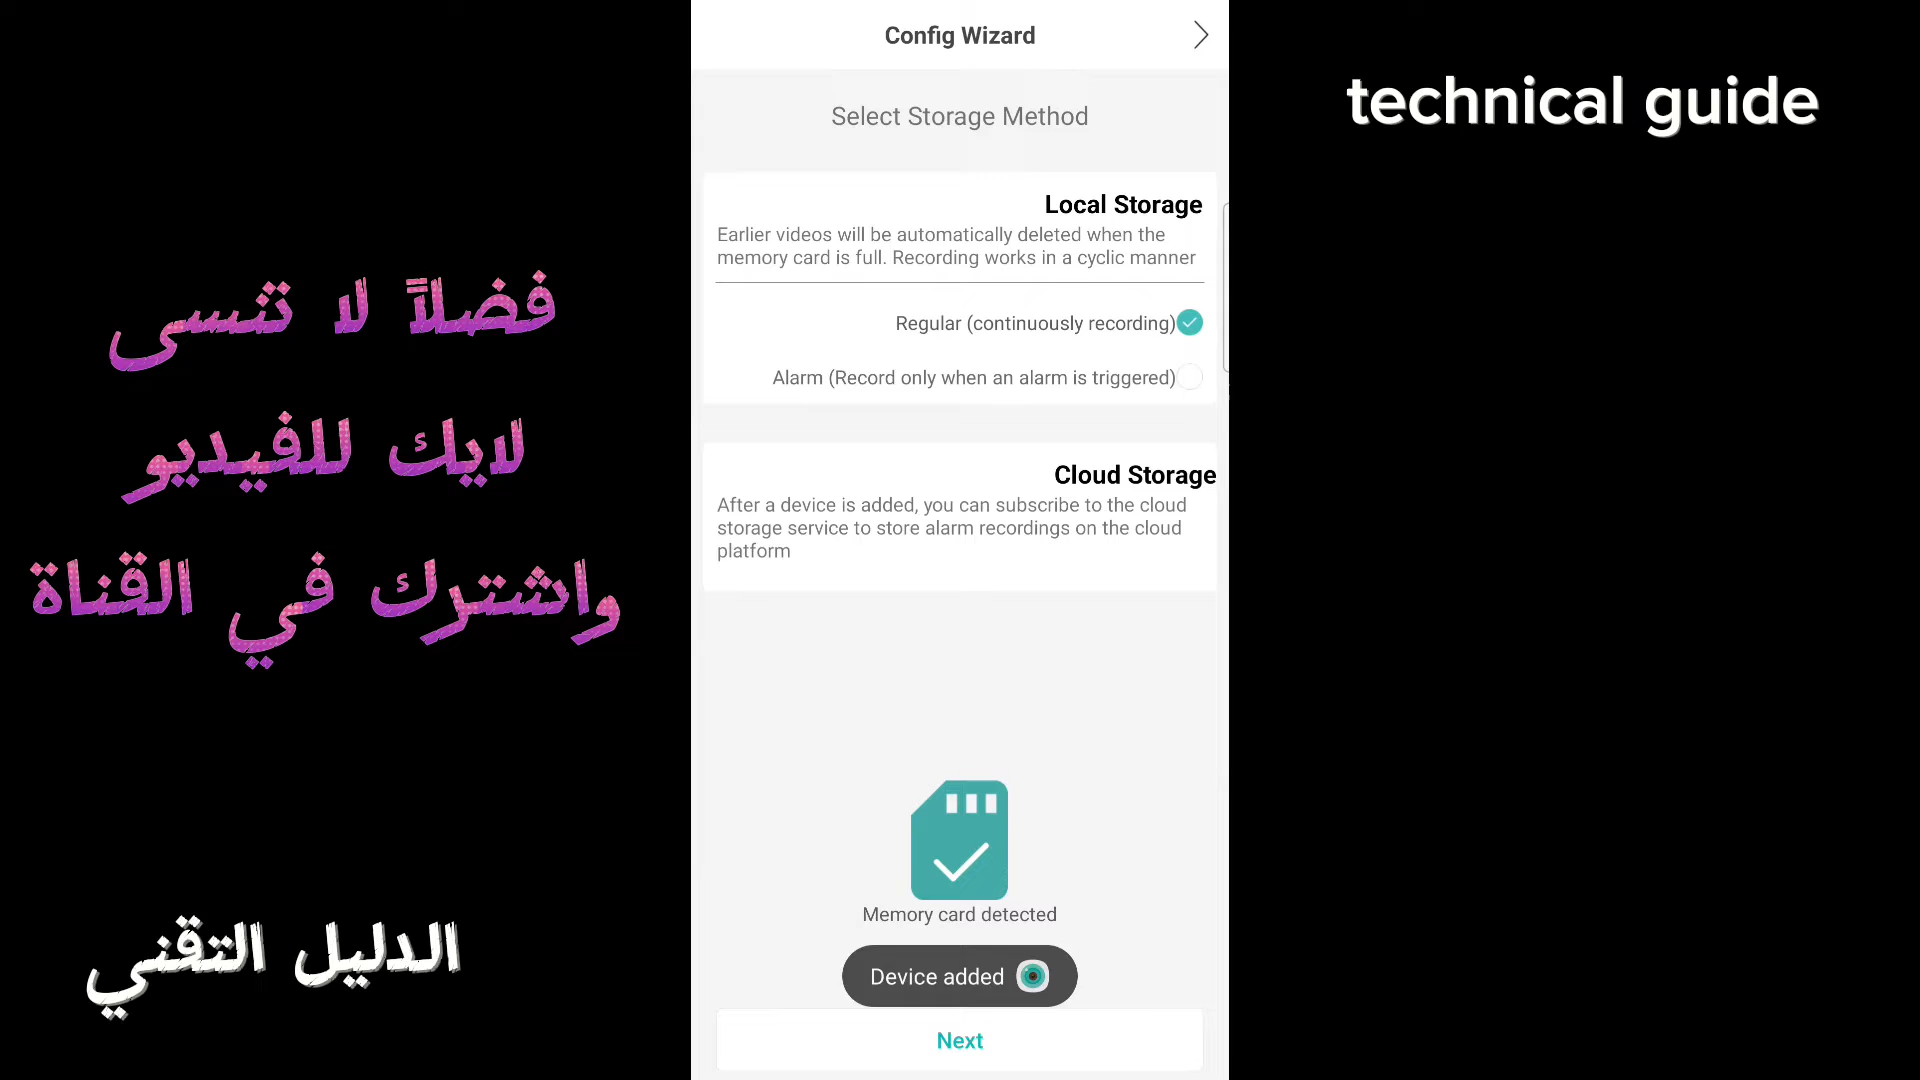 Config Wizard
technical guide
Select Storage Method
Local Storage
Earlier videos will be automatically deleted when the
memory card is full. Recording works in a cyclic manner
Regular (continuously recording)
Alarm (Record only when an alarm is triggered)
Cloud Storage
After a device is added, you can subscribe to the cloud
storage service to store alarm recordings on the cloud
platform
Memory card detected
Device added
Next
فضلاً لا تنسى
لايك للفيديو
واشترك في القناة
الدليل التقني